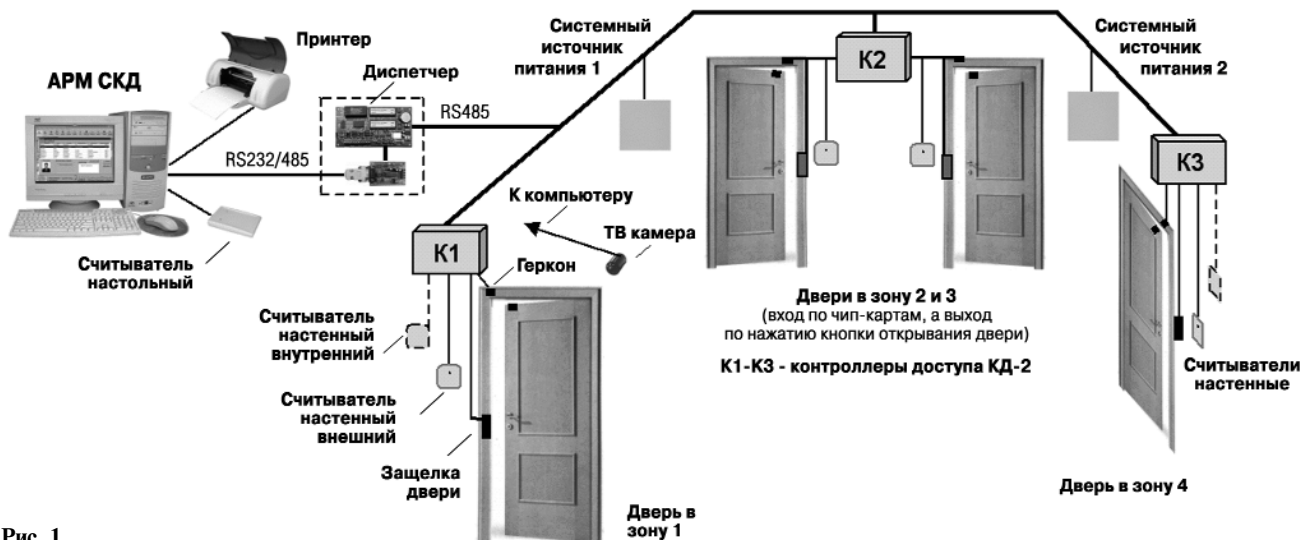 Принтер
АРМ СКД
Диспетчер
RS485
RS232/485
Считыватель
настольный
Системный
источник
питания 1
К2
Системный
источник
питания 2
К3
К1
К компьютеру
ТВ камера
Геркон
Считыватель
настенный
внутренний
Считыватель
настенный
внешний
Защелка
двери
Дверь в
зону 1
Двери в зону 2 и 3
(вход по чип-картам, а выход
по нажатию кнопки открывания двери)
К1-К3 - контроллеры доступа КД-2
Считыватели
настенные
Дверь в зону 4
Рис. 1